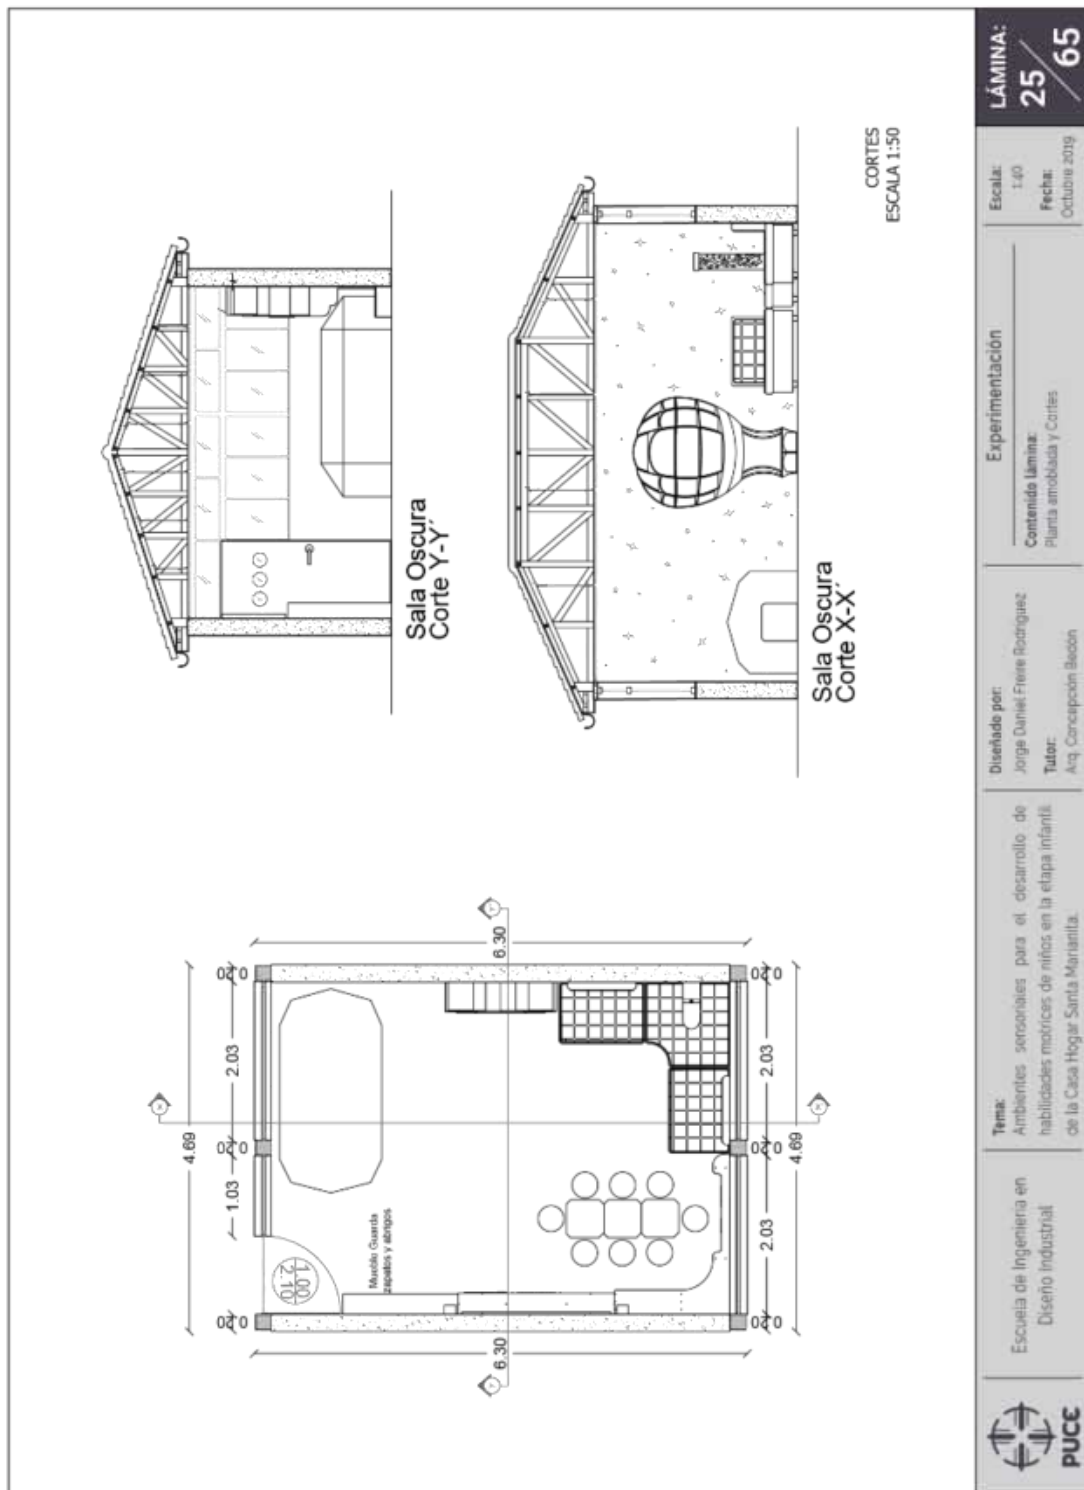 Sala Oscura
Corte Y-Y´
Sala Oscura
Corte X-X´
CORTES
ESCALA 1:50
6.30
6.30
4.69
4.69
0.20
2.03
0.20
1.03
0.20
0.20
2.03
0.20
2.03
0.20
1.00
2.10
Mueble Guarda
zapatos y abrigos
Y
Y
X
X
PUCE
Escuela de Ingeniería en
Diseño Industrial
Tema:
Ambientes sensoriales para el desarrollo de
habilidades motrices de niños en la etapa infantil
de la Casa Hogar Santa Marianita.
Diseñado por:
Jorge Daniel Freire Rodríguez
Tutor:
Arq. Concepción Bedón
Experimentación
Contenido lámina:
Planta amoblada y Cortes
Escala:
1:40
Fecha:
Octubre 2019
LÁMINA:
25/65